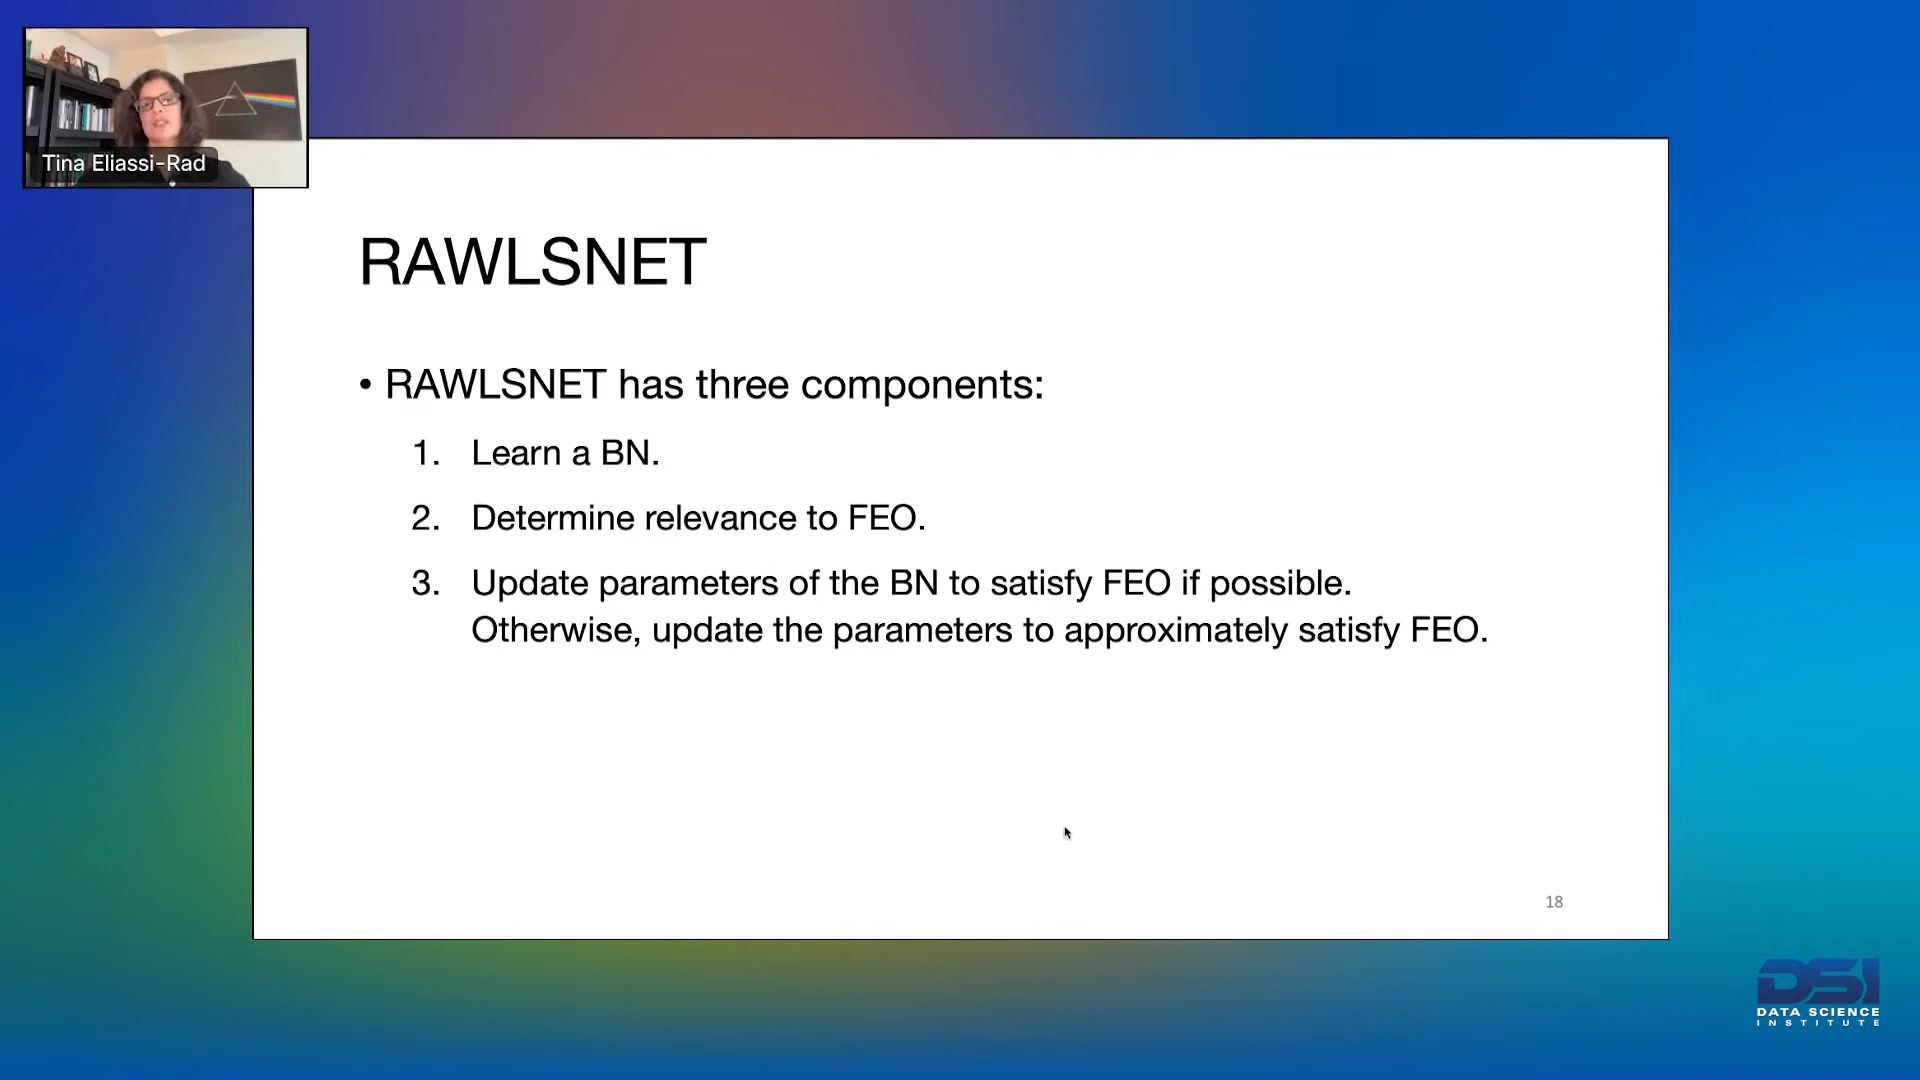 Tina Eliassi-Rad
RAWLSNET
• RAWLSNET has three components:
1. Learn a BN.
2. Determine relevance to FEO.
3. Update parameters of the BN to satisfy FEO if possible.
Otherwise, update the parameters to approximately satisfy FEO.
18
DSI
DATA SCIENCE
INSTITUTE